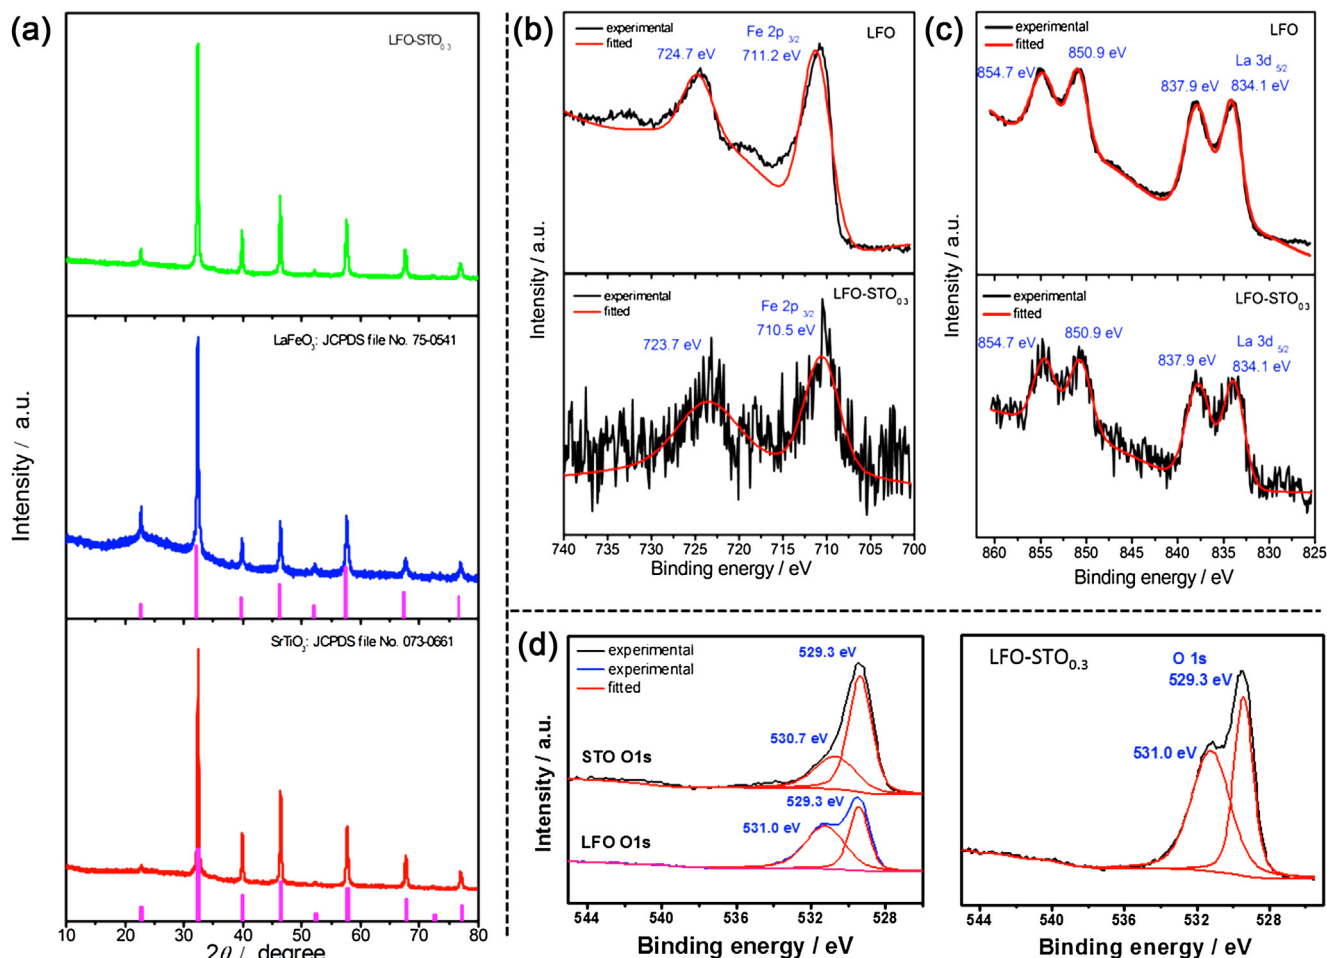 (a)
LFO-STO0.3
LaFeO3: JCPDS file No. 75-0541
SrTiO3: JCPDS file No. 073-0661
Intensity / a.u.
10 20 30 40 50 60 70 80
2θ / degree
(b)
experimental
fitted
LFO
Fe 2p 3/2
724.7 eV
711.2 eV
experimental
fitted
LFO-STO0.3
Fe 2p 3/2
710.5 eV
723.7 eV
Intensity / a.u.
740 735 730 725 720 715 710 705 700
Binding energy / eV
(c)
experimental
fitted
LFO
854.7 eV
850.9 eV
La 3d 5/2
837.9 eV
834.1 eV
experimental
fitted
LFO-STO0.3
854.7 eV
850.9 eV
La 3d 5/2
837.9 eV
834.1 eV
Intensity / a.u.
860 855 850 845 840 835 830 825
Binding energy / eV
(d)
experimental
experimental
fitted
529.3 eV
530.7 eV
STO O1s
529.3 eV
531.0 eV
LFO O1s
Intensity / a.u.
544 540 536 532 528
Binding energy / eV
LFO-STO0.3
O 1s
529.3 eV
531.0 eV
544 540 536 532 528
Binding energy / eV